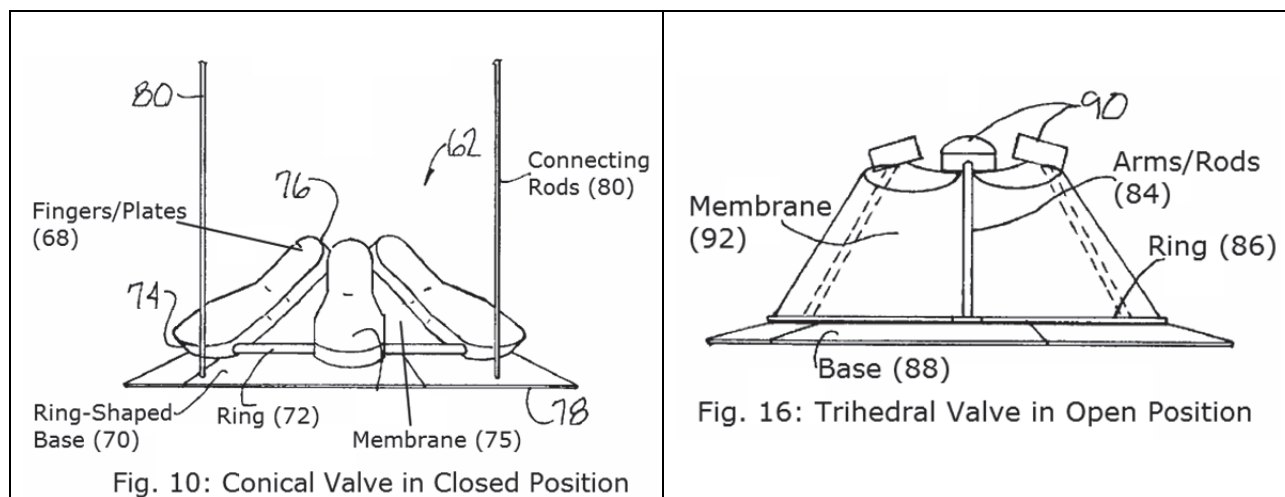 80
62
Connecting
Rods (80)
76
Fingers/Plates
(68)
74
Ring-Shaped
Base (70)
Ring (72)
Membrane (75)
78
Fig. 10: Conical Valve in Closed Position
90
Arms/Rods
(84)
Membrane
(92)
Ring (86)
Base (88)
Fig. 16: Trihedral Valve in Open Position